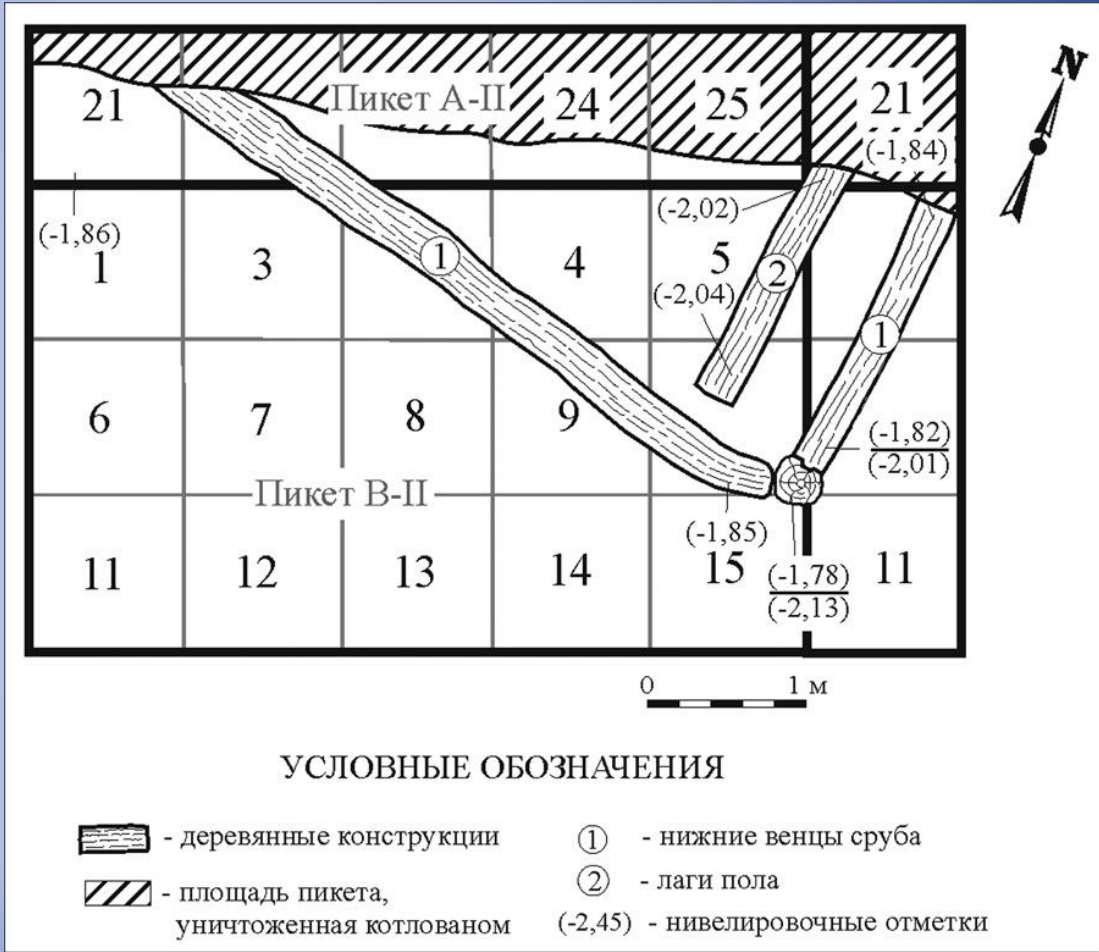 N
21
Пикет А-II
24
25
21
(-1,84)
(-2,02)
(-1,86)
1
3
1
4
5
2
(-2,04)
1
6
7
8
9
(-1,82)
(-2,01)
Пикет В-II
(-1,85)
11
12
13
14
15
(-1,78)
(-2,13)
11
0 1 м
УСЛОВНЫЕ ОБОЗНАЧЕНИЯ
- деревянные конструкции
1 - нижние венцы сруба
- площадь пикета,
уничтоженная котлованом
2 - лаги пола
(-2,45) - нивелировочные отметки